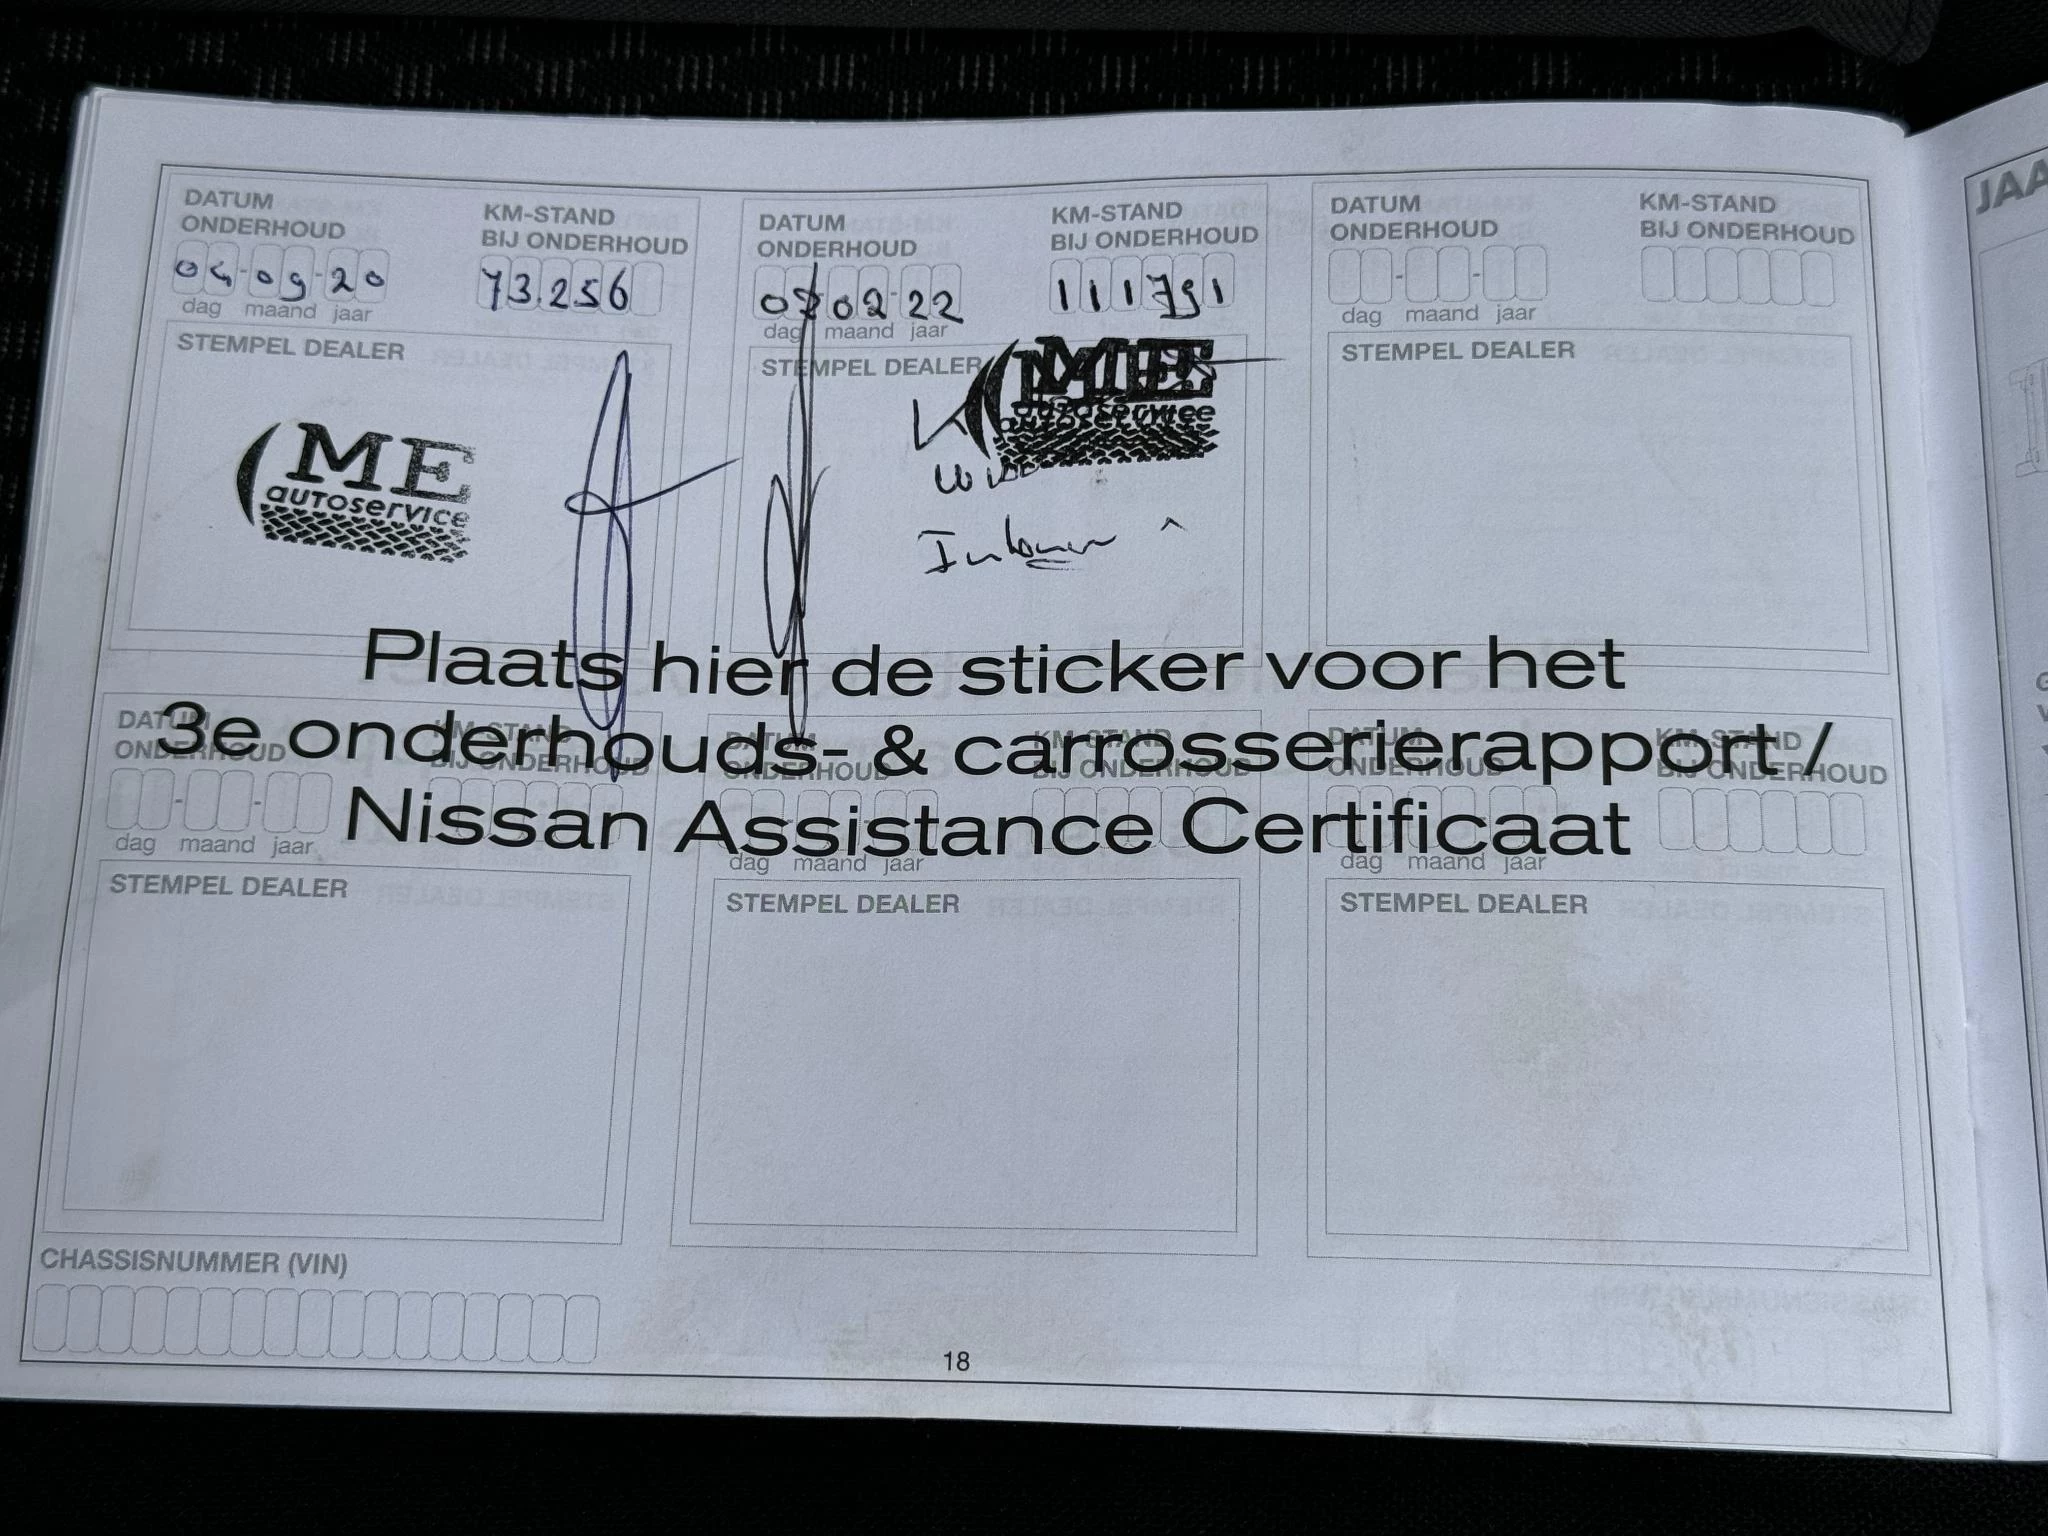 DATUM
ONDERHOUD
04-09-20
dag maand jaar
KM-STAND
BIJ ONDERHOUD
73.256
STEMPEL DEALER
ME
autoservice
DATUM
ONDERHOUD
02-22
dag maand jaar
KM-STAND
BIJ ONDERHOUD
111791
STEMPEL DEALER
ME
autoservice
DATUM
ONDERHOUD
dag maand jaar
KM-STAND
BIJ ONDERHOUD
STEMPEL DEALER
JAA
Plaats hier de sticker voor het
3e onderhouds- & carrosserierapport /
Nissan Assistance Certificaat
DATUM
ONDERHOUD
dag maand jaar
KM-STAND
BIJ ONDERHOUD
STEMPEL DEALER
DATUM
ONDERHOUD
dag maand jaar
KM-STAND
BIJ ONDERHOUD
STEMPEL DEALER
DATUM
ONDERHOUD
dag maand jaar
KM-STAND
BIJ ONDERHOUD
STEMPEL DEALER
CHASSISNUMMER (VIN)
18